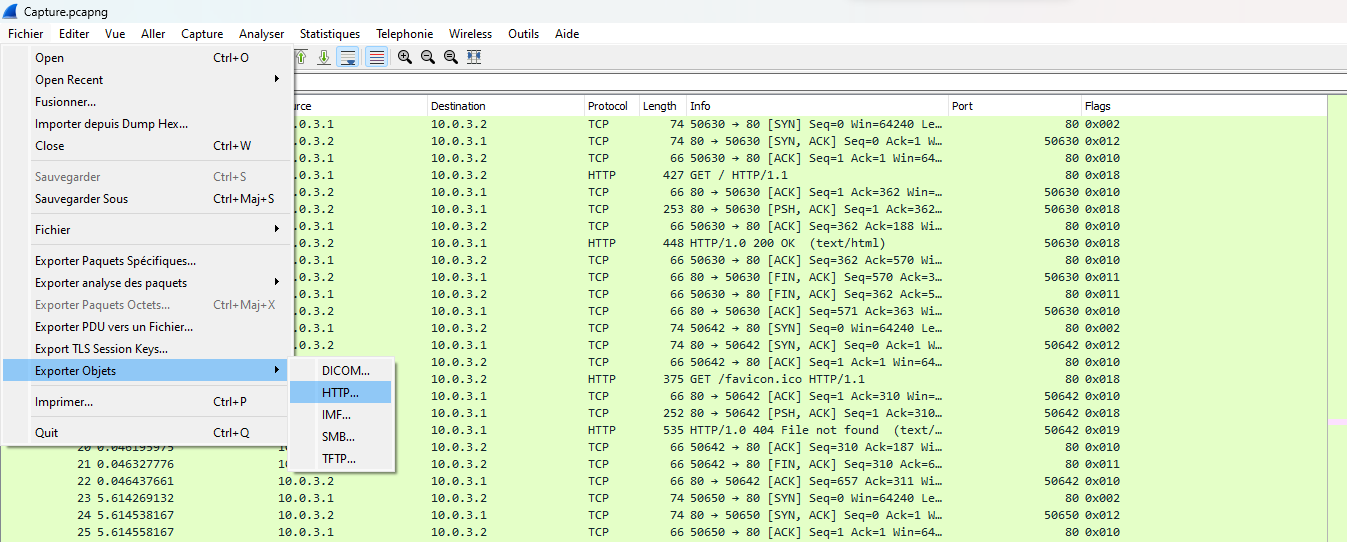 Capture.pcapng
Fichier Editer Vue Aller Capture Analyser Statistiques Telephonie Wireless Outils Aide
Open Ctrl+O
Open Recent
Fusionner...
Importer depuis Dump Hex...
Close Ctrl+W
Sauvegarder Ctrl+S
Sauvegarder Sous Ctrl+Maj+S
Fichier
Exporter Paquets Spécifiques...
Exporter analyse des paquets
Exporter Paquets Octets... Ctrl+Maj+X
Exporter PDU vers un Fichier...
Export TLS Session Keys...
Exporter Objets
Imprimer... Ctrl+P
Quit Ctrl+Q
DICOM...
HTTP...
IMF...
SMB...
TFTP...
urce Destination Protocol Length Info Port Flags
.0.3.1 10.0.3.2 TCP 74 50630 → 80 [SYN] Seq=0 Win=64240 Le… 80 0x002
.0.3.2 10.0.3.1 TCP 74 80 → 50630 [SYN, ACK] Seq=0 Ack=1 W… 50630 0x012
.0.3.1 10.0.3.2 TCP 66 50630 → 80 [ACK] Seq=1 Ack=1 Win=64… 80 0x010
.0.3.1 10.0.3.2 HTTP 427 GET / HTTP/1.1 80 0x018
.0.3.2 10.0.3.1 TCP 66 80 → 50630 [ACK] Seq=1 Ack=362 Win=… 50630 0x010
.0.3.2 10.0.3.1 TCP 253 80 → 50630 [PSH, ACK] Seq=1 Ack=362… 50630 0x018
.0.3.1 10.0.3.2 TCP 66 50630 → 80 [ACK] Seq=362 Ack=188 Wi… 80 0x010
.0.3.2 10.0.3.1 HTTP 448 HTTP/1.0 200 OK (text/html) 50630 0x018
.0.3.1 10.0.3.2 TCP 66 50630 → 80 [ACK] Seq=362 Ack=570 Wi… 80 0x010
.0.3.2 10.0.3.1 TCP 66 80 → 50630 [FIN, ACK] Seq=570 Ack=3… 50630 0x011
.0.3.1 10.0.3.2 TCP 66 50630 → 80 [FIN, ACK] Seq=362 Ack=5… 80 0x011
.0.3.2 10.0.3.1 TCP 66 80 → 50630 [ACK] Seq=571 Ack=363 Wi… 50630 0x010
.0.3.1 10.0.3.2 TCP 74 50642 → 80 [SYN] Seq=0 Win=64240 Le… 80 0x002
.0.3.2 10.0.3.1 TCP 74 80 → 50642 [SYN, ACK] Seq=0 Ack=1 W… 50642 0x012
10.0.3.2 TCP 66 50642 → 80 [ACK] Seq=1 Ack=1 Win=64… 80 0x010
10.0.3.2 HTTP 375 GET /favicon.ico HTTP/1.1 80 0x018
10.0.3.1 TCP 66 80 → 50642 [ACK] Seq=1 Ack=310 Win=… 50642 0x010
10.0.3.1 TCP 252 80 → 50642 [PSH, ACK] Seq=1 Ack=310… 50642 0x018
10.0.3.1 HTTP 535 HTTP/1.0 404 File not found (text/… 50642 0x019
20 0.046195975 10.0.3.2 TCP 66 50642 → 80 [ACK] Seq=310 Ack=187 Wi… 80 0x010
21 0.046327776 10.0.3.2 TCP 66 50642 → 80 [FIN, ACK] Seq=310 Ack=6… 80 0x011
22 0.046437661 10.0.3.2 10.0.3.1 TCP 66 80 → 50642 [ACK] Seq=657 Ack=311 Wi… 50642 0x010
23 5.614269132 10.0.3.1 10.0.3.2 TCP 74 50650 → 80 [SYN] Seq=0 Win=64240 Le… 80 0x002
24 5.614538167 10.0.3.2 10.0.3.1 TCP 74 80 → 50650 [SYN, ACK] Seq=0 Ack=1 W… 50650 0x012
25 5.614558167 10.0.3.1 10.0.3.2 TCP 66 50650 → 80 [ACK] Seq=1 Ack=1 Win=64… 80 0x010